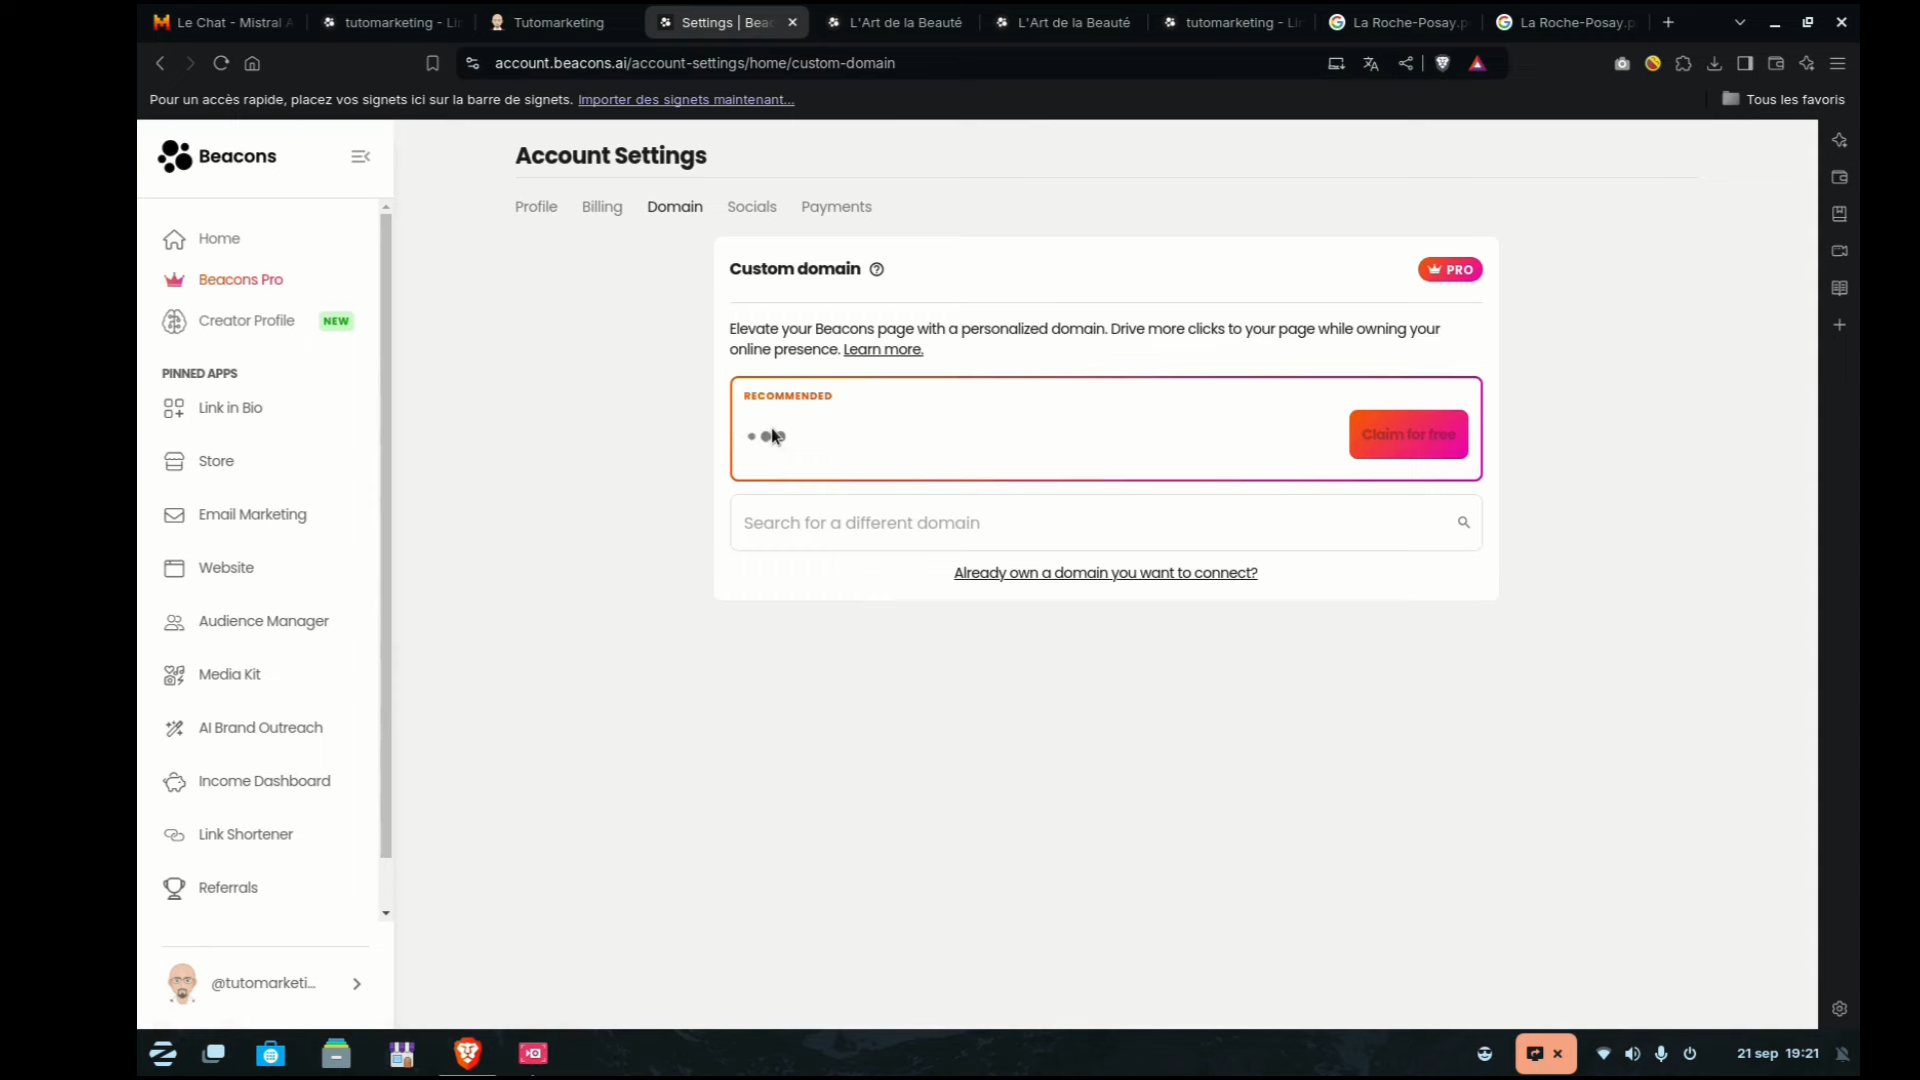 Le Chat - Mistral A
tutomarketing - Lin
Tutomarketing
Settings | Beac
L'Art de la Beauté
L'Art de la Beauté
tutomarketing - Lin
La Roche-Posay.p
La Roche-Posay.p
account.beacons.ai/account-settings/home/custom-domain
Pour un accès rapide, placez vos signets ici sur la barre de signets. Importer des signets maintenant...
Tous les favoris
Beacons
Home
Beacons Pro
Creator Profile NEW
PINNED APPS
Link in Bio
Store
Email Marketing
Website
Audience Manager
Media Kit
AI Brand Outreach
Income Dashboard
Link Shortener
Referrals
@tutomarketi...
Account Settings
Profile Billing Domain Socials Payments
Custom domain
PRO
Elevate your Beacons page with a personalized domain. Drive more clicks to your page while owning your
online presence. Learn more.
RECOMMENDED
Claim for free
Search for a different domain
Already own a domain you want to connect?
21 sep 19:21